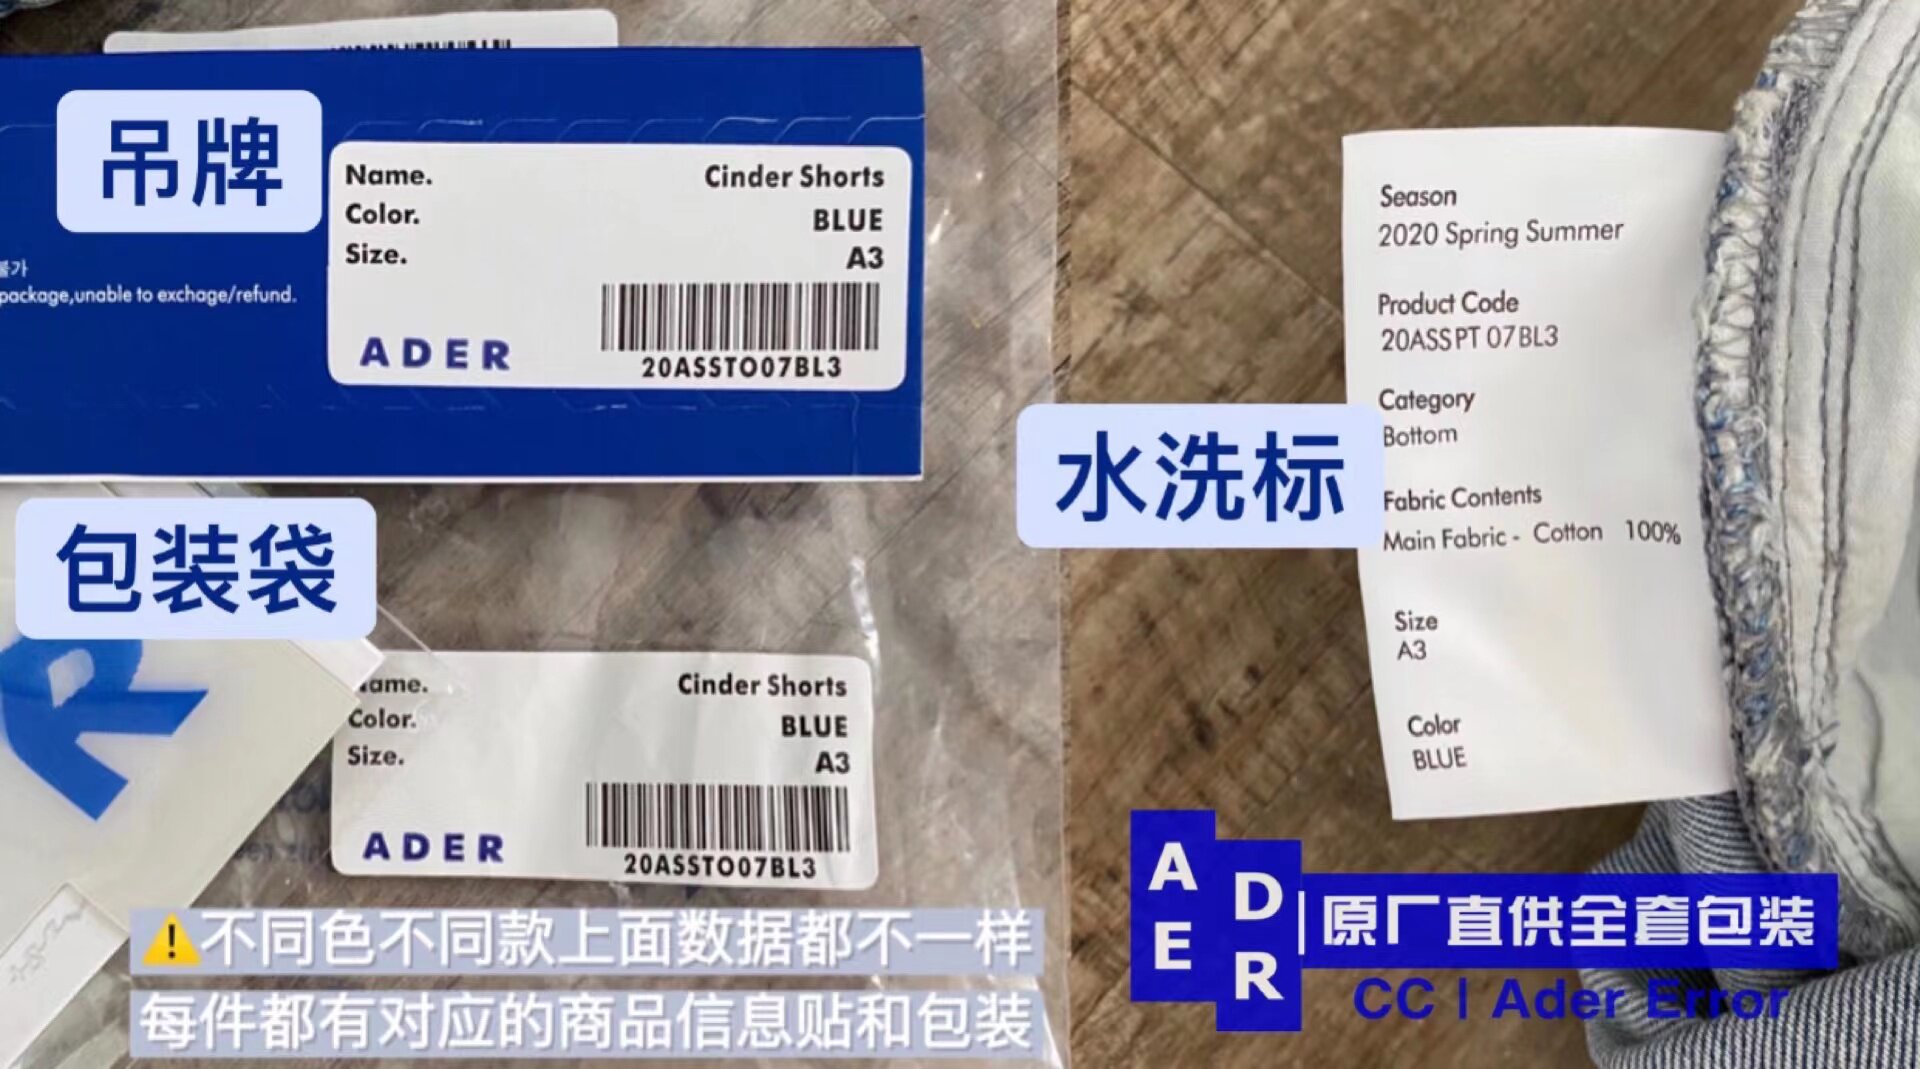 吊牌
Name. Cinder Shorts
Color. BLUE
Size. A3
package,unable to exchage/refund.
ADER
20ASSTO07BL3
包装袋
Color. BLUE
Cinder Shorts
Size. A3
ADER
20ASSTO07BL3
⚠️不同色不同款上面数据都不一样
每件都有对应的商品信息贴和包装
水洗标
Season
2020 Spring Summer
Product Code
20ASSPT 07BL3
Category
Bottom
Fabric Contents
Main Fabric - Cotton 100%
Size
A3
Color
BLUE
A D
E R
|原厂直供全套包装
CC | Ader Error